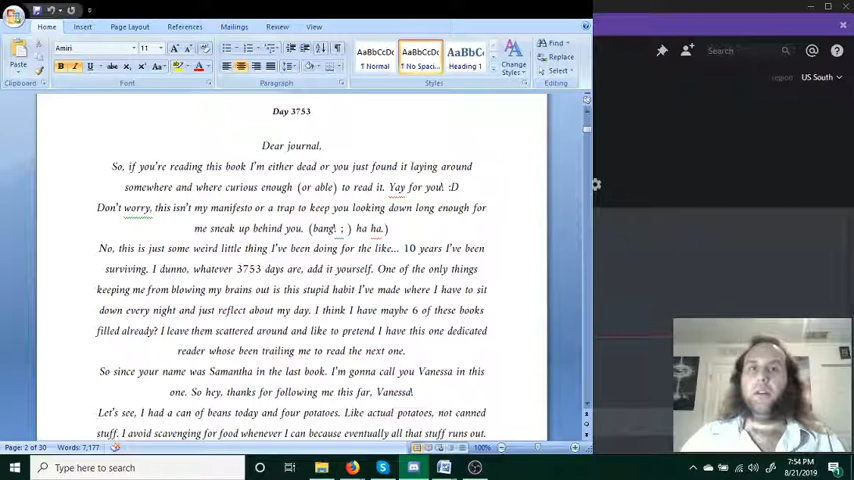 Home Insert Page Layout References Mailings Review View
Amiri 11
Paste
Clipboard Font Paragraph Styles Editing
AaBbCcDc AaBbCcDc AaBbCc
¶ Normal ¶ No Spaci... Heading 1
Change Styles
Find
Replace
Select
Search
region US South
Day 3753
Dear journal,
So, if you're reading this book I'm either dead or you just found it laying around
somewhere and where curious enough (or able) to read it. Yay for you!. :D
Don't worry, this isn't my manifesto or a trap to keep you looking down long enough for
me sneak up behind you. (bang!. ; ) ha ha.)
No, this is just some weird little thing I've been doing for the like... 10 years I've been
surviving. I dunno, whatever 3753 days are, add it yourself. One of the only things
keeping me from blowing my brains out is this stupid habit I've made where I have to sit
down every night and just reflect about my day. I think I have maybe 6 of these books
filled already? I leave them scattered around and like to pretend I have this one dedicated
reader whose been trailing me to read the next one.
So since your name was Samantha in the last book. I'm gonna call you Vanessa in this
one. So hey, thanks for following me this far, Vanessa!.
Let's see, I had a can of beans today and four potatoes. Like actual potatoes, not canned
stuff. I avoid scavenging for food whenever I can because eventually all that stuff runs out.
Page: 2 of 30 Words: 7,177 100%
Type here to search
7:54 PM
8/21/2019